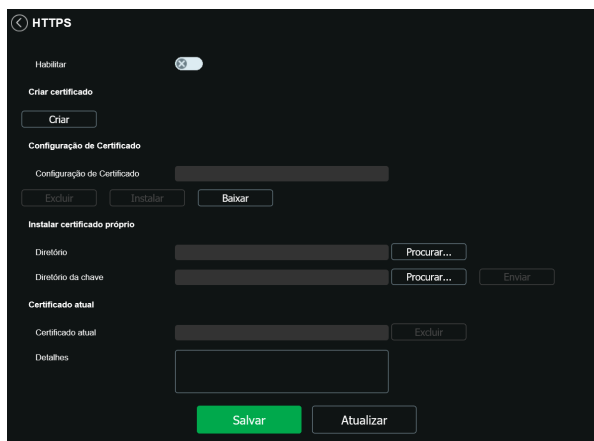 HTTPS
Habilitar
Criar certificado
Criar
Configuração de Certificado
Configuração de Certificado
Excluir Instalar Baixar
Instalar certificado próprio
Diretório Procurar...
Diretório da chave Procurar... Enviar
Certificado atual
Certificado atual Excluir
Detalhes
Salvar Atualizar